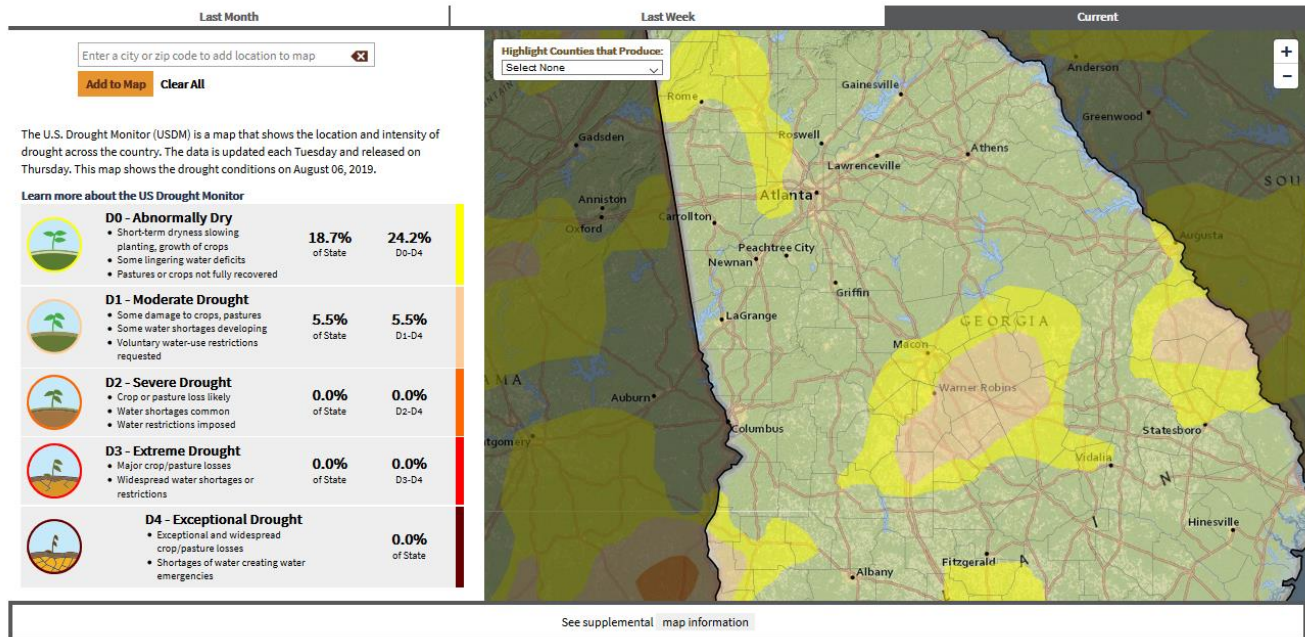 Last Month
Last Week
Current
Enter a city or zip code to add location to map
Add to Map Clear All
The U.S. Drought Monitor (USDM) is a map that shows the location and intensity of
drought across the country. The data is updated each Tuesday and released on
Thursday. This map shows the drought conditions on August 06, 2019.
Learn more about the US Drought Monitor
D0 - Abnormally Dry
• Short-term dryness slowing
planting, growth of crops
• Some lingering water deficits
• Pastures or crops not fully recovered
18.7%
of State
24.2%
D0-D4
D1 - Moderate Drought
• Some damage to crops, pastures
• Some water shortages developing
• Voluntary water-use restrictions
requested
5.5%
of State
5.5%
D1-D4
D2 - Severe Drought
• Crop or pasture loss likely
• Water shortages common
• Water restrictions imposed
0.0%
of State
0.0%
D2-D4
D3 - Extreme Drought
• Major crop/pasture losses
• Widespread water shortages or
restrictions
0.0%
of State
0.0%
D3-D4
D4 - Exceptional Drought
• Exceptional and widespread
crop/pasture losses
• Shortages of water creating water
emergencies
0.0%
of State
Highlight Counties that Produce:
Select None
+
−
Anderson
Rome
Gainesville
Greenwood
Gadsden
Roswell
Athens
Lawrenceville
SOU
Anniston
Atlanta
Oxford
Carrollton
Augusta
Peachtree City
Newnan
Griffin
LaGrange
GEORGIA
Macon
AMA
Warner Robins
Auburn
Columbus
Statesboro
tgomery
Vidalia
N
I
Hinesville
Fitzgerald
A
Albany
See supplemental map information